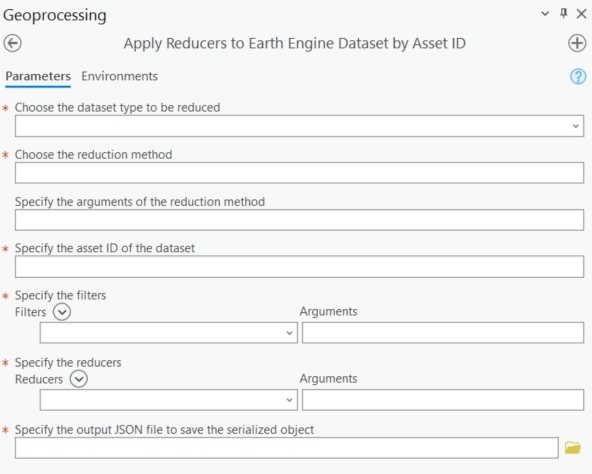 Geoprocessing
Apply Reducers to Earth Engine Dataset by Asset ID
Parameters Environments
* Choose the dataset type to be reduced
* Choose the reduction method
Specify the arguments of the reduction method
* Specify the asset ID of the dataset
* Specify the filters
Filters Arguments
* Specify the reducers
Reducers Arguments
* Specify the output JSON file to save the serialized object